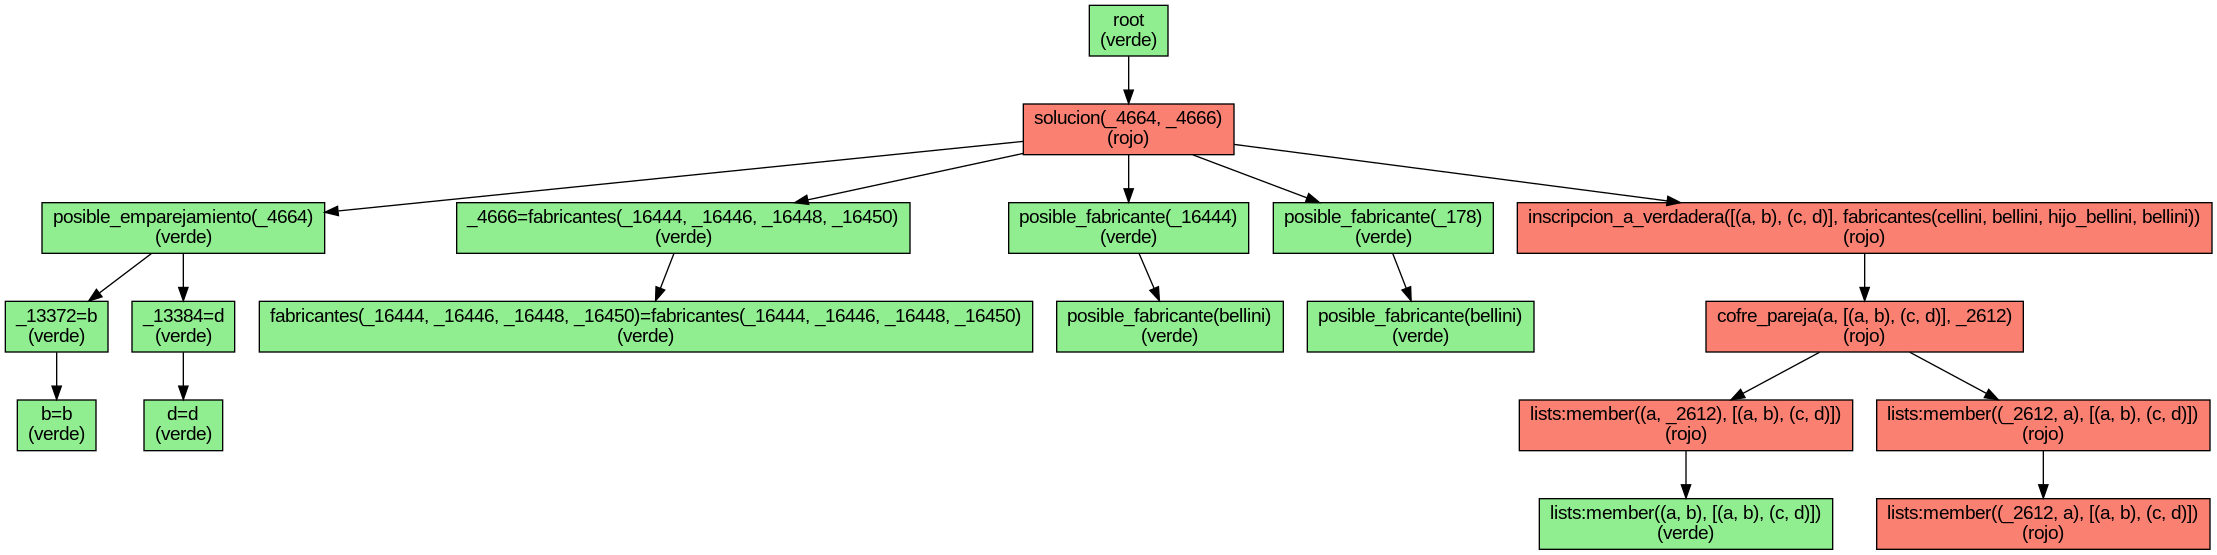 root
(verde)
solucion(_4664, _4666)
(rojo)
posible_emparejamiento(_4664)
(verde)
_4666=fabricantes(_16444, _16446, _16448, _16450)
(verde)
posible_fabricante(_16444)
(verde)
posible_fabricante(_178)
(verde)
inscripcion_a_verdadera([(a, b), (c, d)], fabricantes(cellini, bellini, hijo_bellini, bellini))
(rojo)
_13372=b
(verde)
_13384=d
(verde)
fabricantes(_16444, _16446, _16448, _16450)=fabricantes(_16444, _16446, _16448, _16450)
(verde)
posible_fabricante(bellini)
(verde)
posible_fabricante(bellini)
(verde)
cofre_pareja(a, [(a, b), (c, d)], _2612)
(rojo)
b=b
(verde)
d=d
(verde)
lists:member((a, _2612), [(a, b), (c, d)])
(rojo)
lists:member((_2612, a), [(a, b), (c, d)])
(rojo)
lists:member((a, b), [(a, b), (c, d)])
(verde)
lists:member((_2612, a), [(a, b), (c, d)])
(rojo)